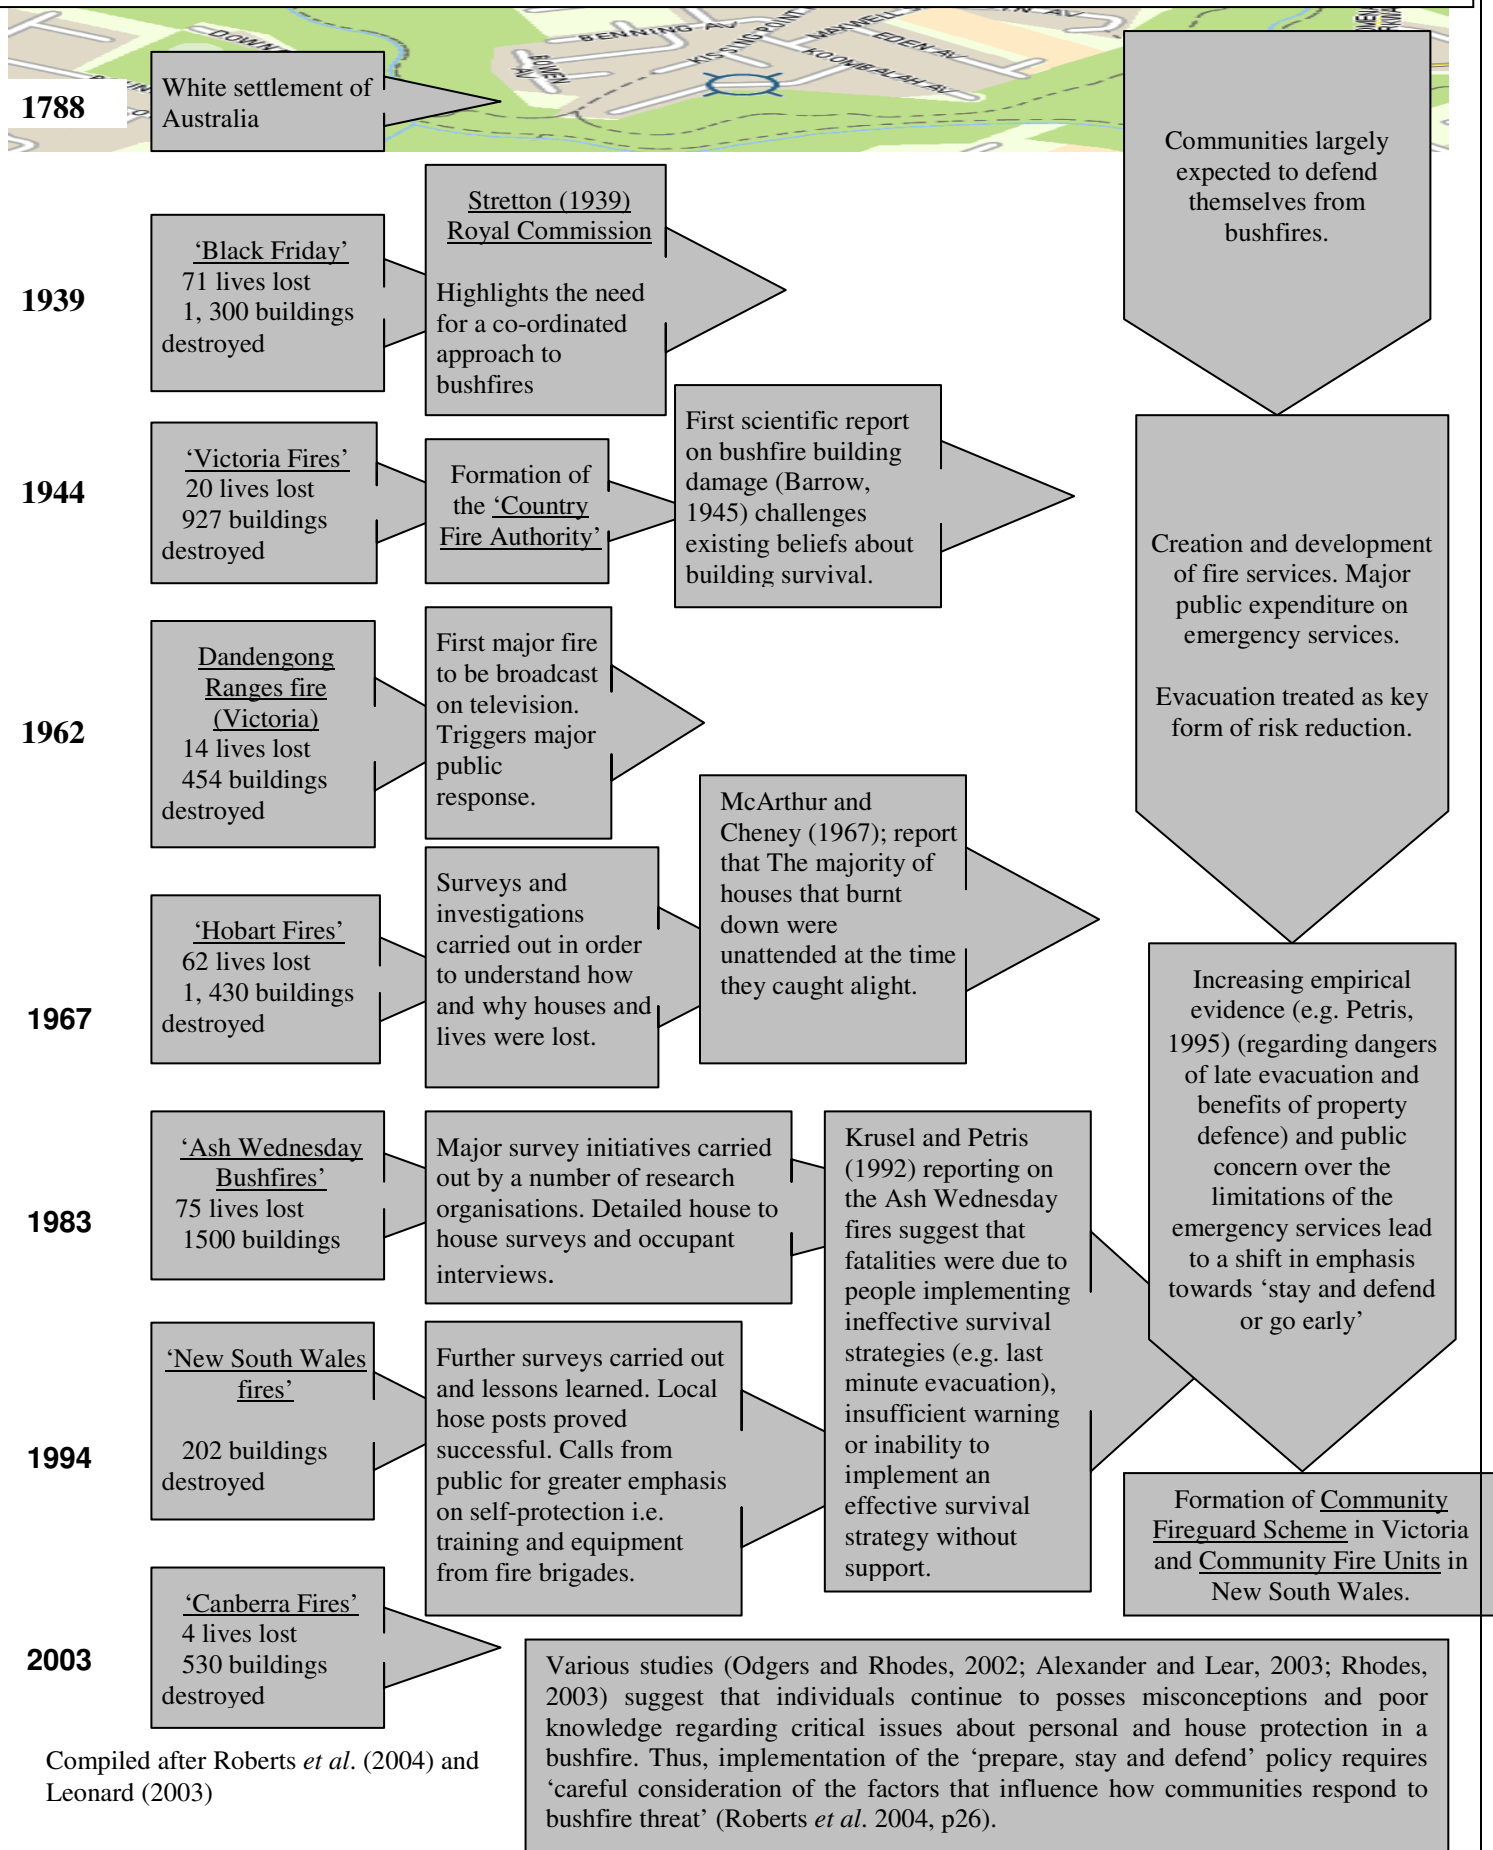 DOWN
BENNING AV
BOWEN AV
KISSING POINT
MAXWELL S
EDEN AV
KOOMBALAH AV
1788
White settlement of
Australia
Communities largely
expected to defend
themselves from
bushfires.
1939
‘Black Friday’
71 lives lost
1, 300 buildings
destroyed
Stretton (1939)
Royal Commission
Highlights the need
for a co-ordinated
approach to
bushfires
1944
‘Victoria Fires’
20 lives lost
927 buildings
destroyed
Formation of
the ‘Country
Fire Authority’
First scientific report
on bushfire building
damage (Barrow,
1945) challenges
existing beliefs about
building survival.
Creation and development
of fire services. Major
public expenditure on
emergency services.
Evacuation treated as key
form of risk reduction.
1962
Dandengong
Ranges fire
(Victoria)
14 lives lost
454 buildings
destroyed
First major fire
to be broadcast
on television.
Triggers major
public
response.
1967
‘Hobart Fires’
62 lives lost
1, 430 buildings
destroyed
Surveys and
investigations
carried out in order
to understand how
and why houses and
lives were lost.
McArthur and
Cheney (1967); report
that The majority of
houses that burnt
down were
unattended at the time
they caught alight.
Increasing empirical
evidence (e.g. Petris,
1995) (regarding dangers
of late evacuation and
benefits of property
defence) and public
concern over the
limitations of the
emergency services lead
to a shift in emphasis
towards ‘stay and defend
or go early’
1983
‘Ash Wednesday
Bushfires’
75 lives lost
1500 buildings
Major survey initiatives carried
out by a number of research
organisations. Detailed house to
house surveys and occupant
interviews.
Krusel and Petris
(1992) reporting on
the Ash Wednesday
fires suggest that
fatalities were due to
people implementing
ineffective survival
strategies (e.g. last
minute evacuation),
insufficient warning
or inability to
implement an
effective survival
strategy without
support.
1994
‘New South Wales
fires’
202 buildings
destroyed
Further surveys carried out
and lessons learned. Local
hose posts proved
successful. Calls from
public for greater emphasis
on self-protection i.e.
training and equipment
from fire brigades.
Formation of Community
Fireguard Scheme in Victoria
and Community Fire Units in
New South Wales.
2003
‘Canberra Fires’
4 lives lost
530 buildings
destroyed
Various studies (Odgers and Rhodes, 2002; Alexander and Lear, 2003; Rhodes,
2003) suggest that individuals continue to posses misconceptions and poor
knowledge regarding critical issues about personal and house protection in a
bushfire. Thus, implementation of the ‘prepare, stay and defend’ policy requires
‘careful consideration of the factors that influence how communities respond to
bushfire threat’ (Roberts et al. 2004, p26).
Compiled after Roberts et al. (2004) and
Leonard (2003)